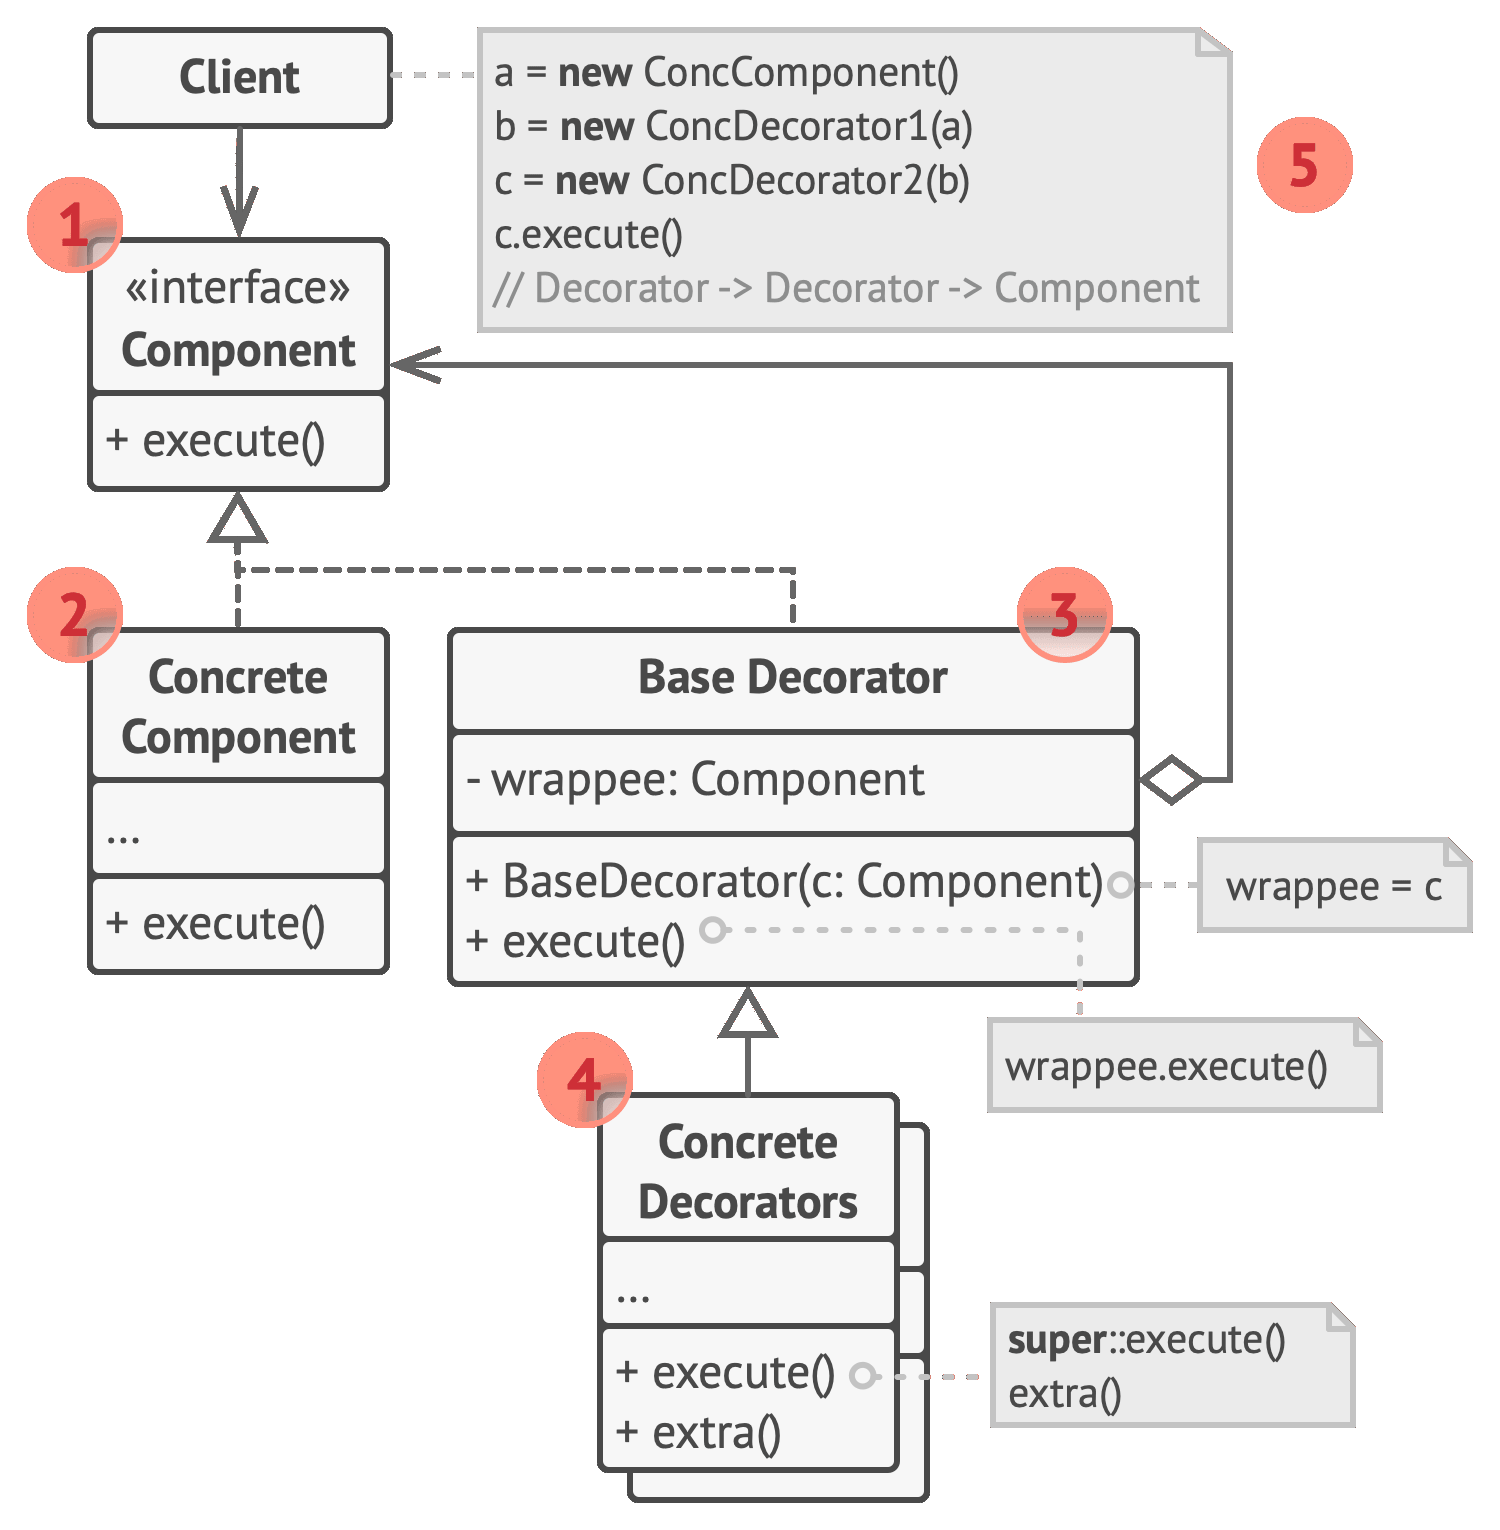 Client
a = new ConcComponent()
b = new ConcDecorator1(a)
c = new ConcDecorator2(b)
c.execute()
// Decorator -> Decorator -> Component
5
1
«interface»
Component
+ execute()
2
Concrete
Component
...
+ execute()
3
Base Decorator
- wrappee: Component
+ BaseDecorator(c: Component)
+ execute()
wrappee = c
wrappee.execute()
4
Concrete
Decorators
...
+ execute()
+ extra()
super::execute()
extra()